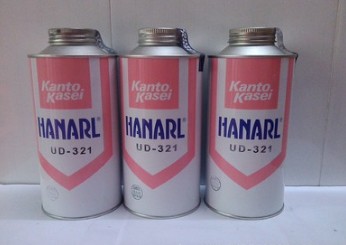 Kanto.
Kasei
HANARL®
UD-321
Kanto.
Kasei
HANARL®
UD-321
Kanto.
Kasei
HANARL®
UD-321